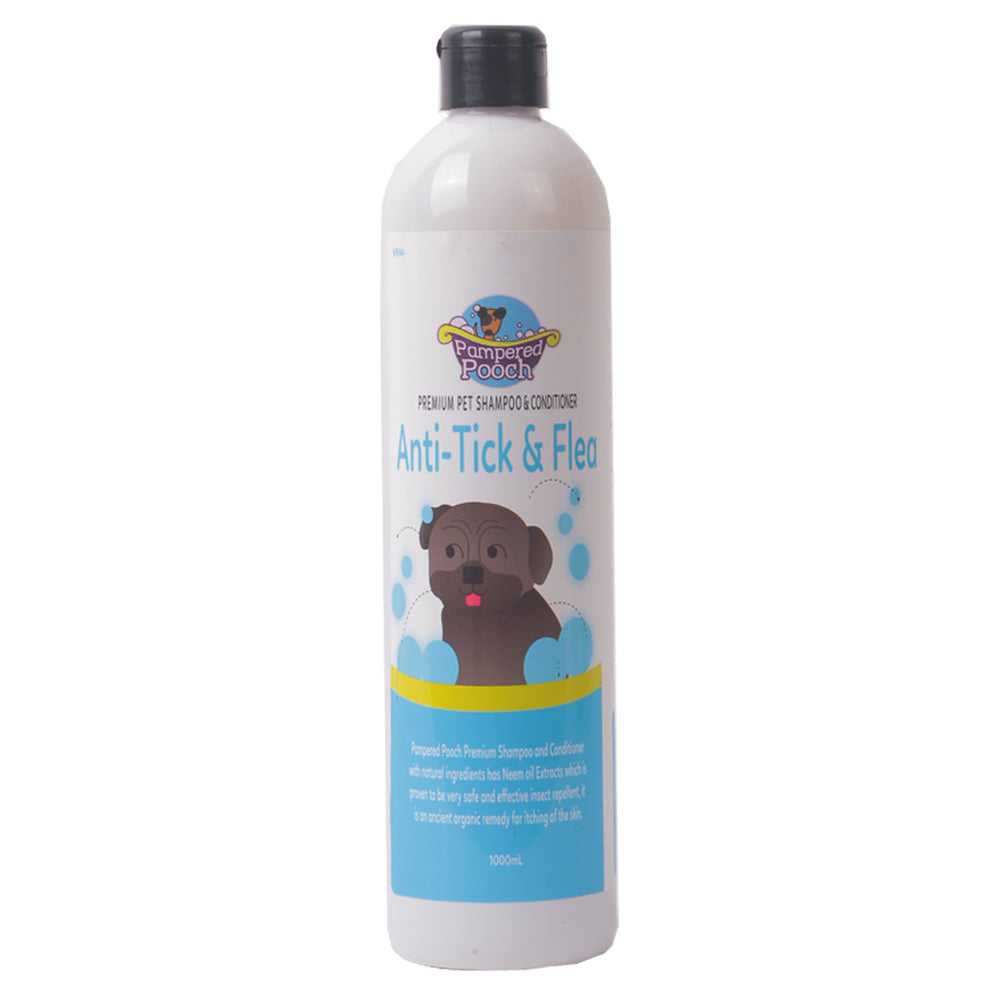 Pampered
Pooch
PREMIUM PET SHAMPOO & CONDITIONER
Anti-Tick & Flea
Pampered Pooch Premium Shampoo and Conditioner
with natural ingredients has Neem oil Extracts which is
proven to be very safe and effective insect repellent, it
is an ancient organic remedy for itching of the skin.
1000mL